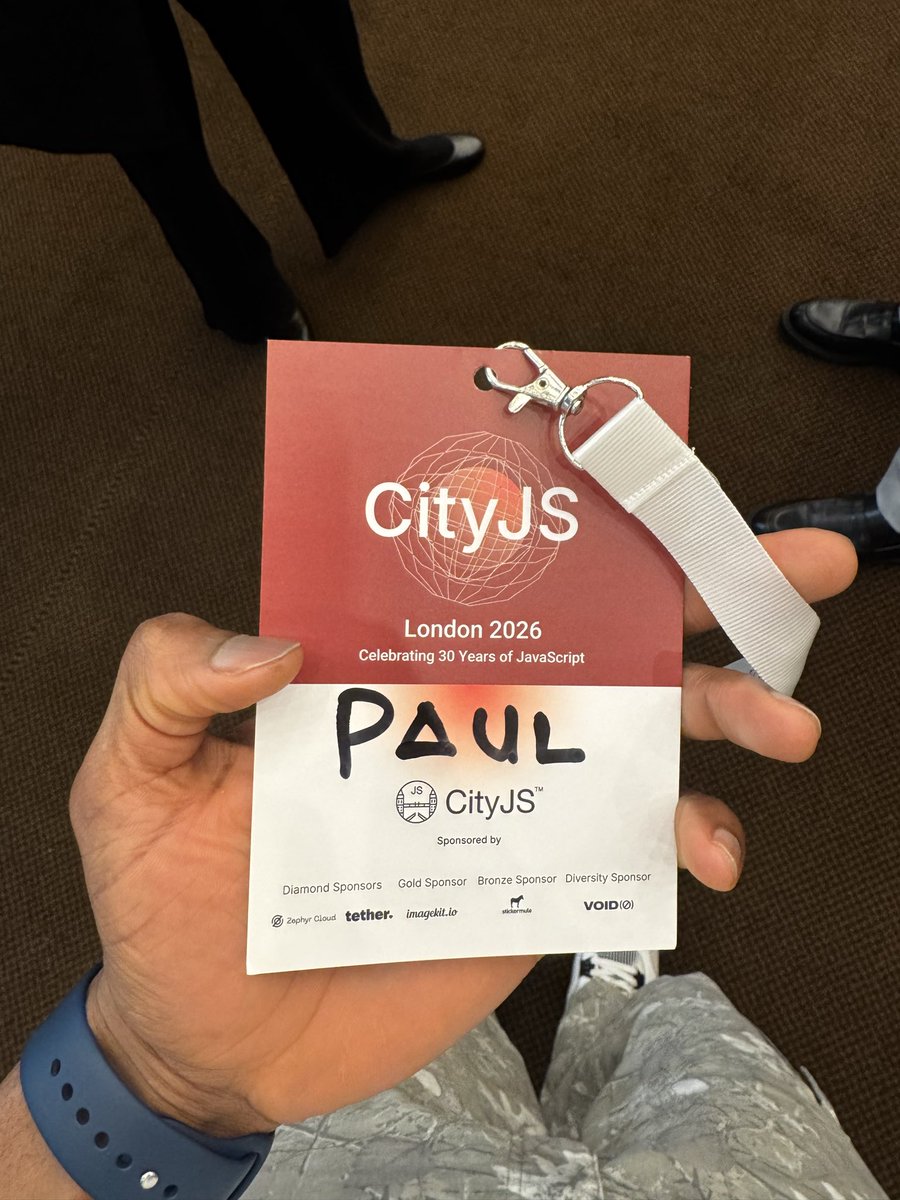 CityJS
London 2026
Celebrating 30 Years of JavaScript
PAUL
JS
CityJS™
Sponsored by
Diamond Sponsors Gold Sponsor Bronze Sponsor Diversity Sponsor
Zephyr Cloud tether. imagekit.io stickermule VOID(0)